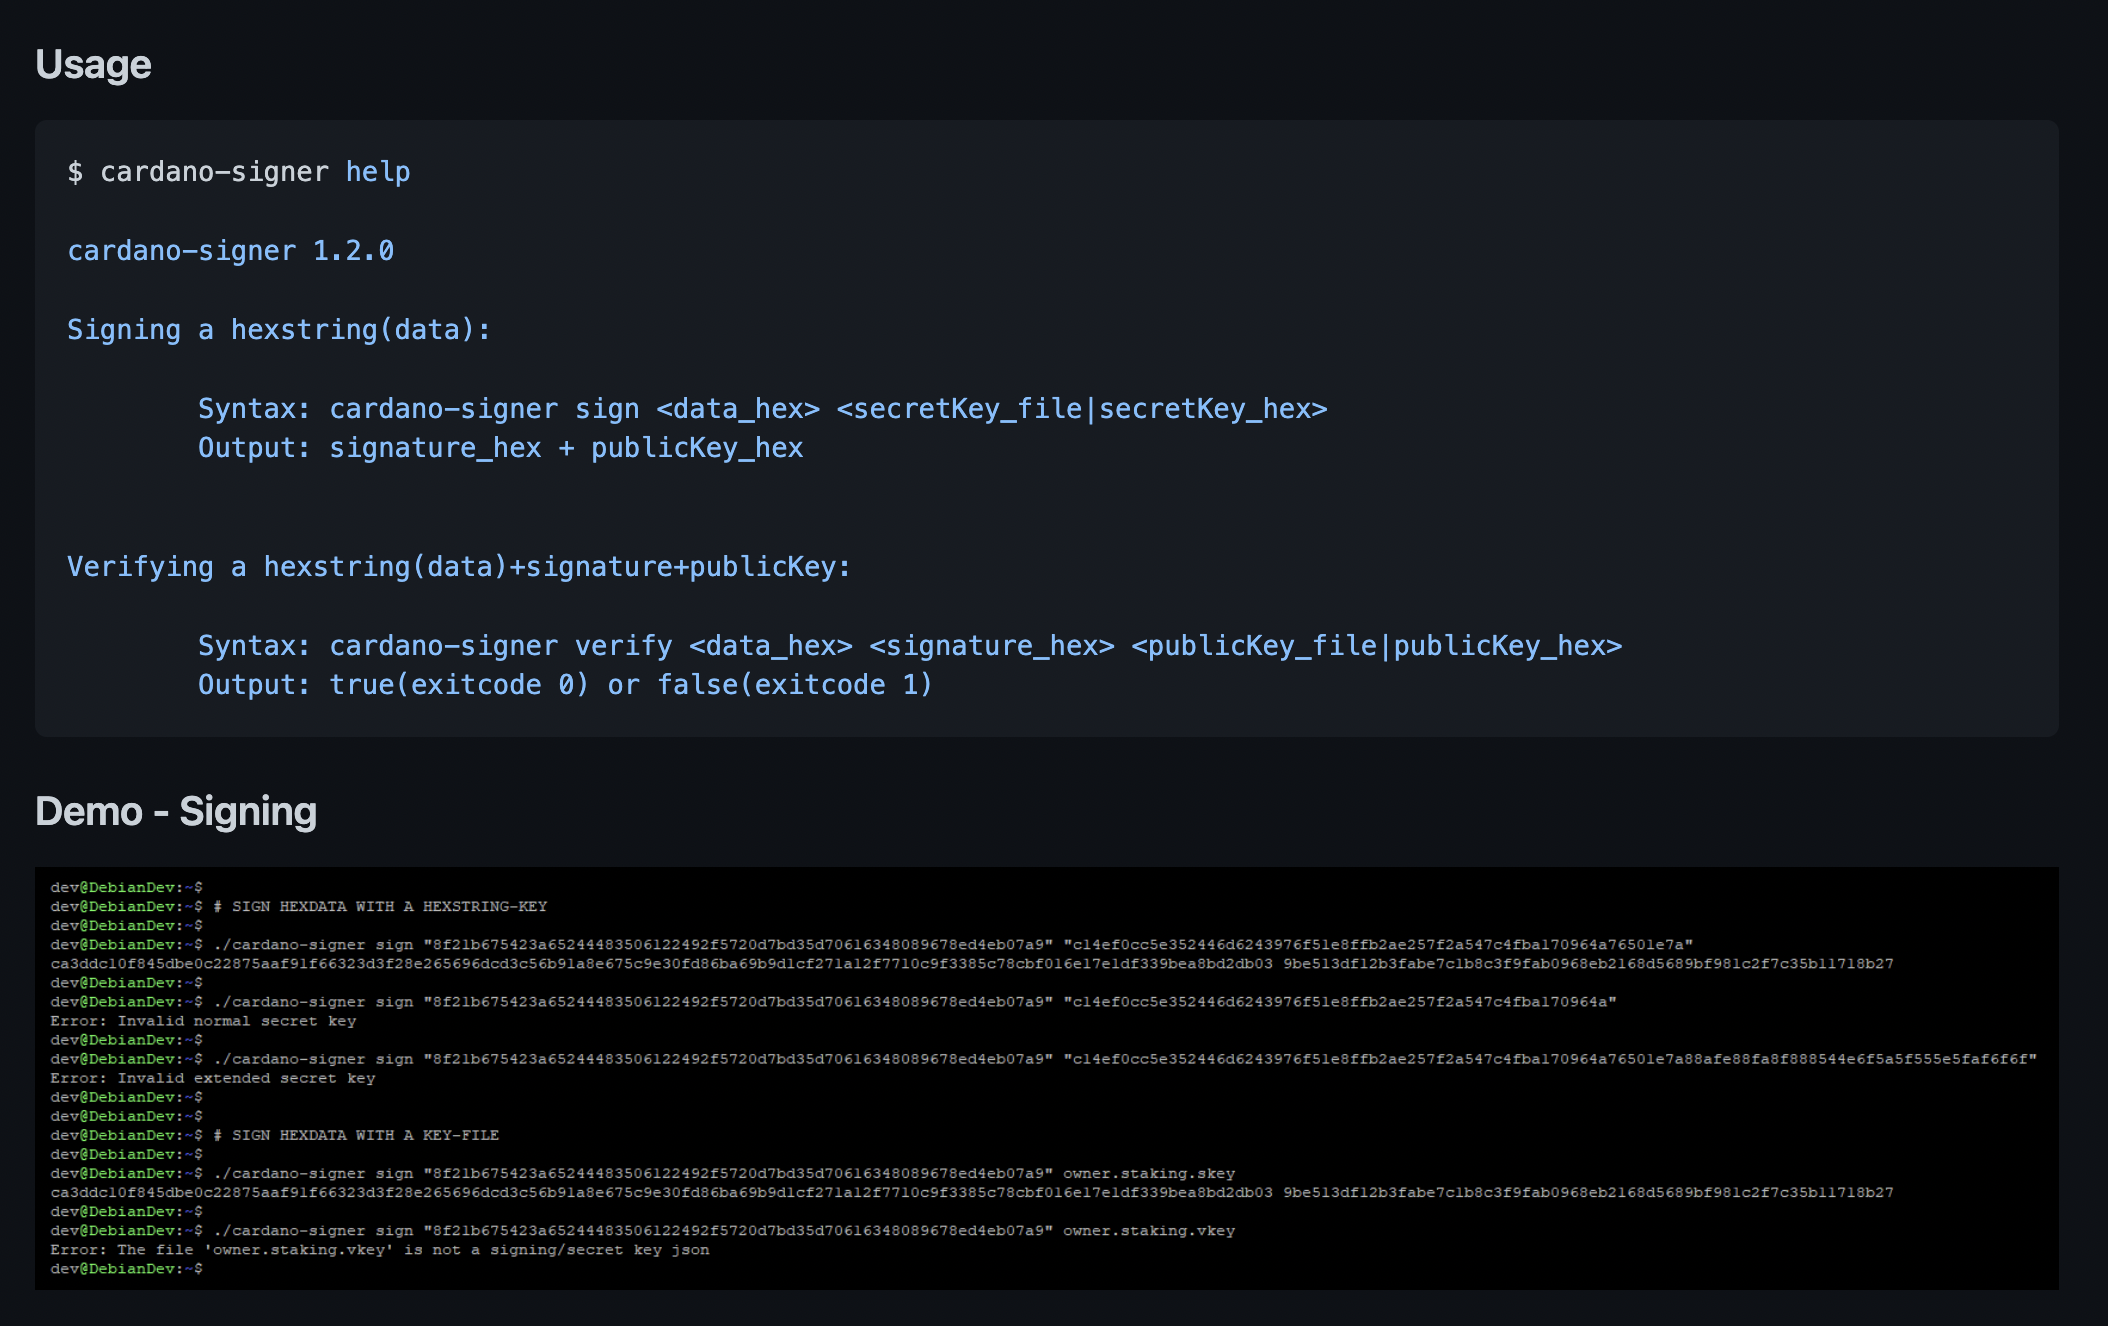 Usage
$ cardano-signer help
cardano-signer 1.2.0
Signing a hexstring(data):
Syntax: cardano-signer sign <data_hex> <secretKey_file|secretKey_hex>
Output: signature_hex + publicKey_hex
Verifying a hexstring(data)+signature+publicKey:
Syntax: cardano-signer verify <data_hex> <signature_hex> <publicKey_file|publicKey_hex>
Output: true(exitcode 0) or false(exitcode 1)
Demo - Signing
dev@DebianDev:~$
dev@DebianDev:~$ # SIGN HEXDATA WITH A HEXSTRING-KEY
dev@DebianDev:~$
dev@DebianDev:~$ ./cardano-signer sign "8f21b675423a65244483506122492f5720d7bd35d70616348089678ed4eb07a9" "c14ef0cc5e352446d6243976f51e8ffb2ae257f2a547c4fba170964a76501e7a"
ca3ddc10f845dbe0c22875aaf91f66323d3f28e265696dcd3c56b91a8e675c9e30fd86ba69b9d1cf271a12f7710c9f3385c78cbf016e17e1df339bea8bd2db03 9be513df12b3fabe7c1b8c3f9fab0968eb2168d5689bf981c2f7c35b11718b27
dev@DebianDev:~$
dev@DebianDev:~$ ./cardano-signer sign "8f21b675423a65244483506122492f5720d7bd35d70616348089678ed4eb07a9" "c14ef0cc5e352446d6243976f51e8ffb2ae257f2a547c4fba170964a"
Error: Invalid normal secret key
dev@DebianDev:~$
dev@DebianDev:~$ ./cardano-signer sign "8f21b675423a65244483506122492f5720d7bd35d70616348089678ed4eb07a9" "c14ef0cc5e352446d6243976f51e8ffb2ae257f2a547c4fba170964a76501e7a88afe88fa8f888544e6f5a5f555e5faf6f6f"
Error: Invalid extended secret key
dev@DebianDev:~$
dev@DebianDev:~$
dev@DebianDev:~$ # SIGN HEXDATA WITH A KEY-FILE
dev@DebianDev:~$
dev@DebianDev:~$ ./cardano-signer sign "8f21b675423a65244483506122492f5720d7bd35d70616348089678ed4eb07a9" owner.staking.skey
ca3ddc10f845dbe0c22875aaf91f66323d3f28e265696dcd3c56b91a8e675c9e30fd86ba69b9d1cf271a12f7710c9f3385c78cbf016e17e1df339bea8bd2db03 9be513df12b3fabe7c1b8c3f9fab0968eb2168d5689bf981c2f7c35b11718b27
dev@DebianDev:~$
dev@DebianDev:~$ ./cardano-signer sign "8f21b675423a65244483506122492f5720d7bd35d70616348089678ed4eb07a9" owner.staking.vkey
Error: The file 'owner.staking.vkey' is not a signing/secret key json
dev@DebianDev:~$